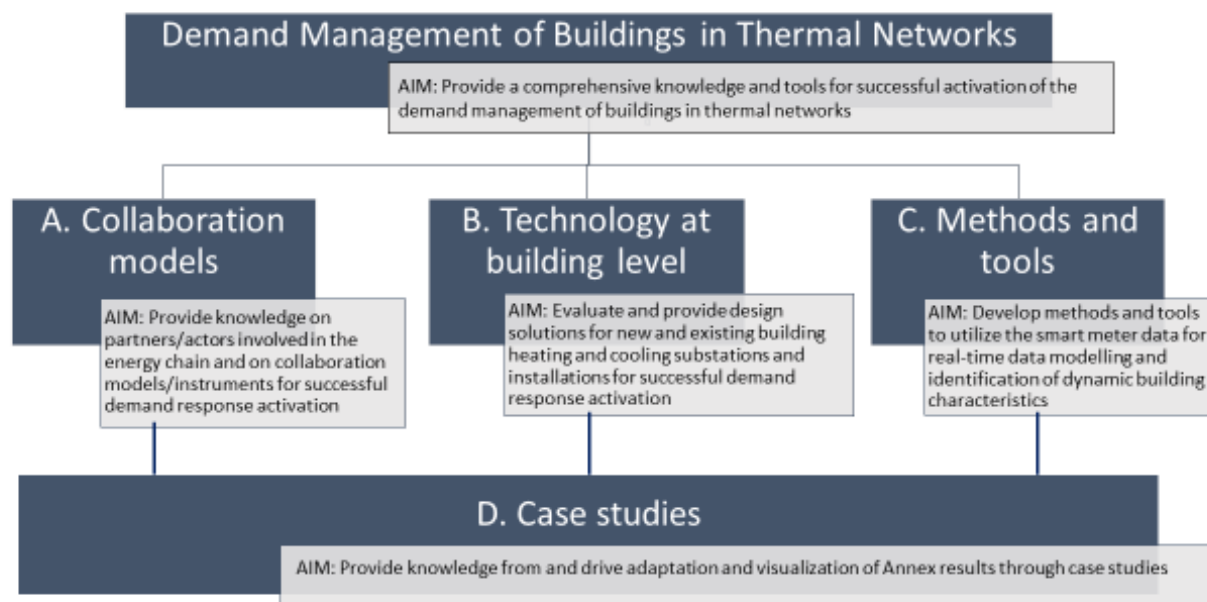 Demand Management of Buildings in Thermal Networks
AIM: Provide a comprehensive knowledge and tools for successful activation of the
demand management of buildings in thermal networks
A. Collaboration
models
AIM: Provide knowledge on
partners/actors involved in the
energy chain and on collaboration
models/instruments for successful
demand response activation
B. Technology at
building level
AIM: Evaluate and provide design
solutions for new and existing building
heating and cooling substations and
installations for successful demand
response activation
C. Methods and
tools
AIM: Develop methods and tools
to utilize the smart meter data for
real-time data modelling and
identification of dynamic building
characteristics
D. Case studies
AIM: Provide knowledge from and drive adaptation and visualization of Annex results through case studies